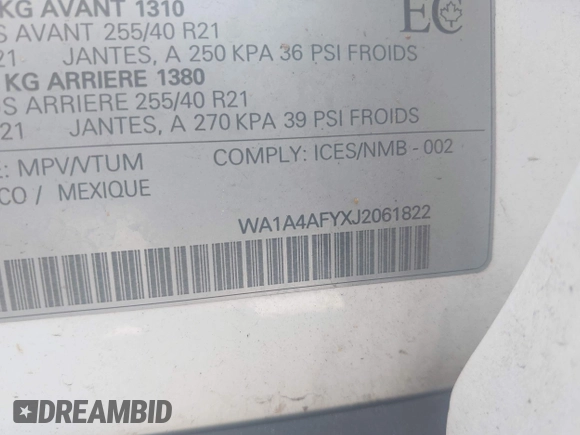 KG AVANT 1310
S AVANT 255/40 R21
21 JANTES, A 250 KPA 36 PSI FROIDS
KG ARRIERE 1380
S ARRIERE 255/40 R21
21 JANTES, A 270 KPA 39 PSI FROIDS
: MPV/VTUM COMPLY: ICES/NMB - 002
CO / MEXIQUE
WA1A4AFYXJ2061822
EC
DREAMBID